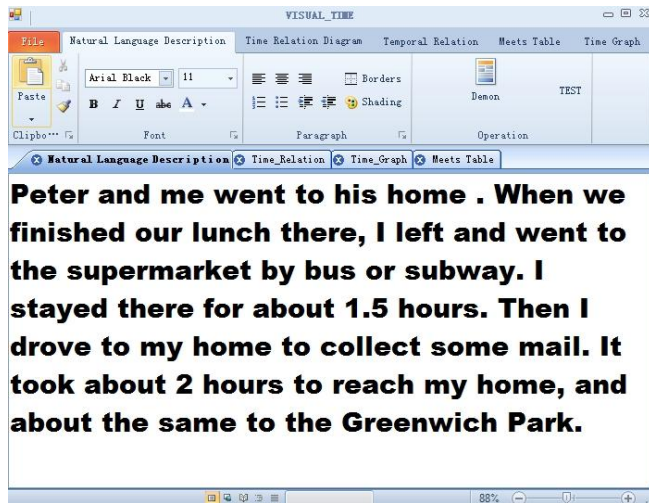 VISUAL_TIME
File Natural Language Description Time Relation Diagram Temporal Relation Meets Table Time Graph
Paste
Arial Black 11
Borders
B I U abc A
Shading
Demon
TEST
Clipbo··· Font Paragraph Operation
Natural Language Description Time_Relation Time_Graph Meets Table
Peter and me went to his home . When we
finished our lunch there, I left and went to
the supermarket by bus or subway. I
stayed there for about 1.5 hours. Then I
drove to my home to collect some mail. It
took about 2 hours to reach my home, and
about the same to the Greenwich Park.
88%